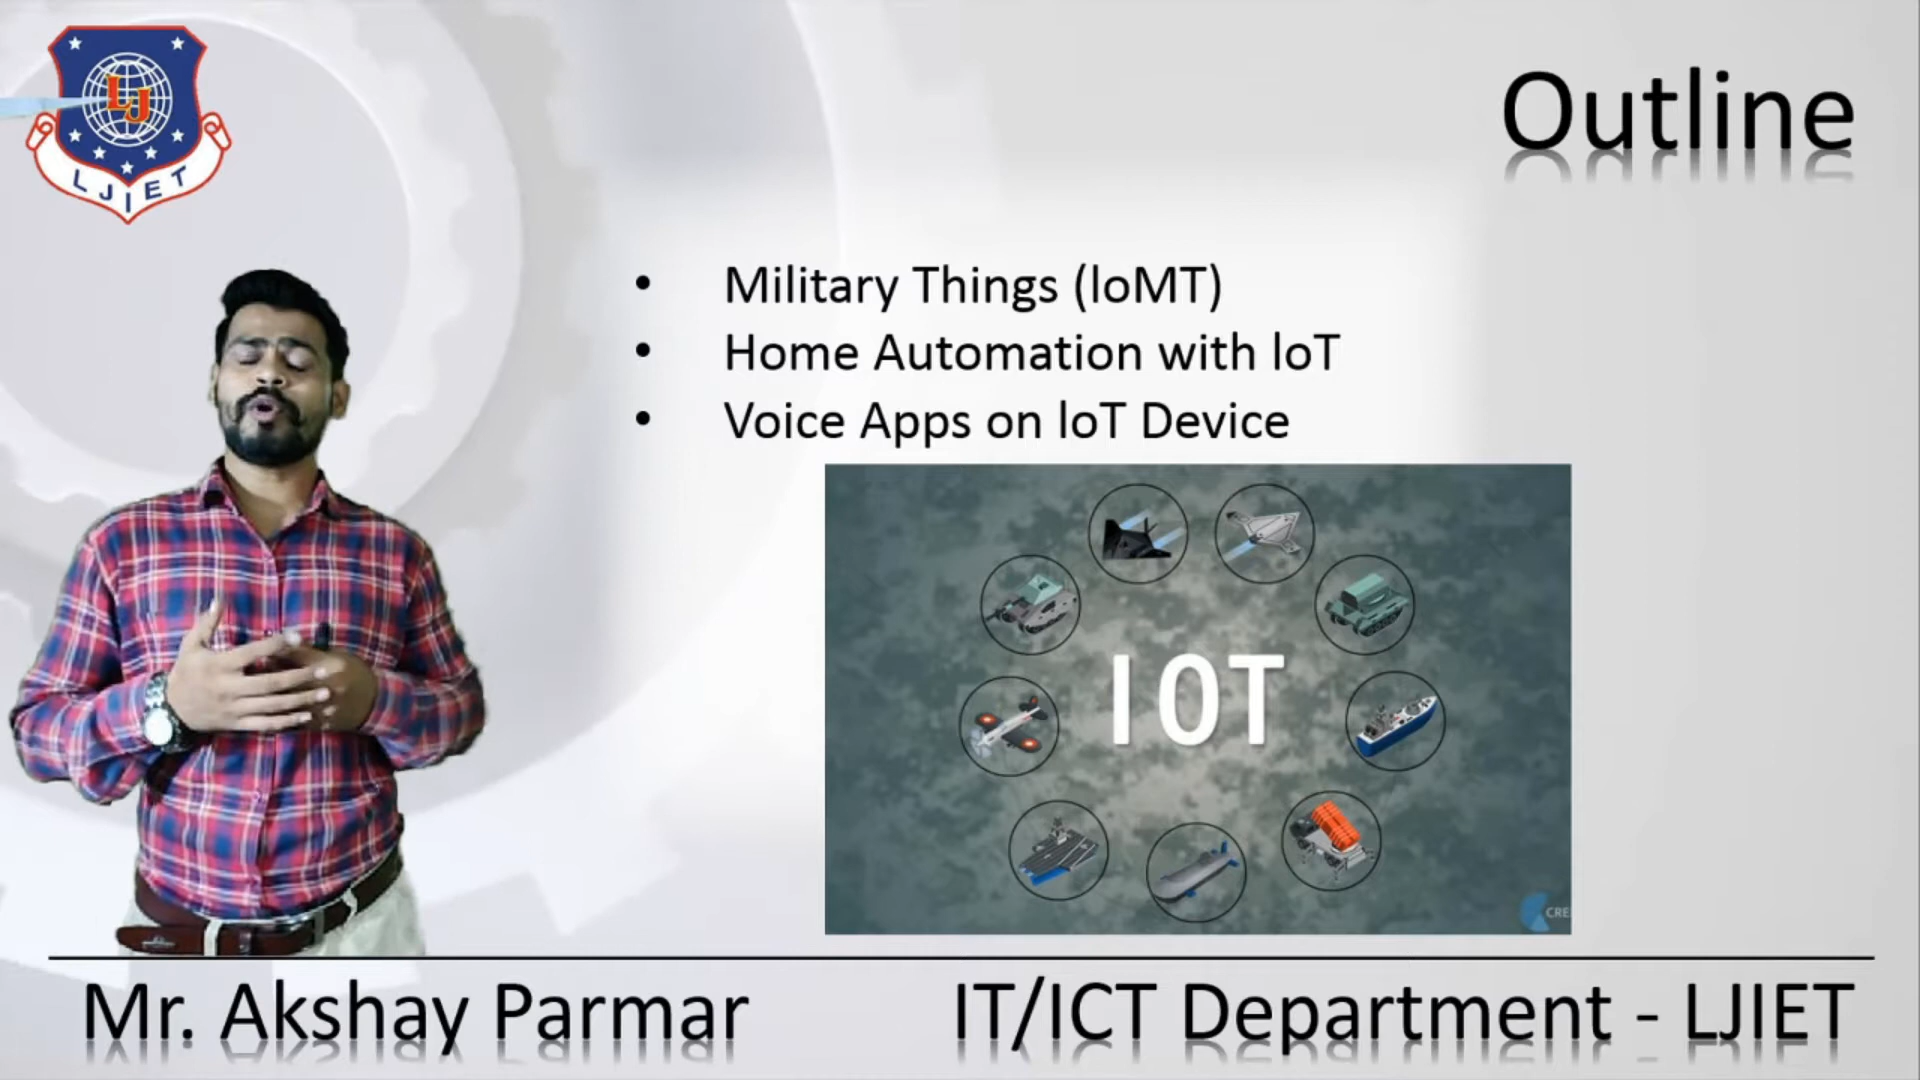 LJ
LJIET
Outline
• Military Things (IoMT)
• Home Automation with IoT
• Voice Apps on IoT Device
IOT
CRE
Mr. Akshay Parmar
IT/ICT Department - LJIET